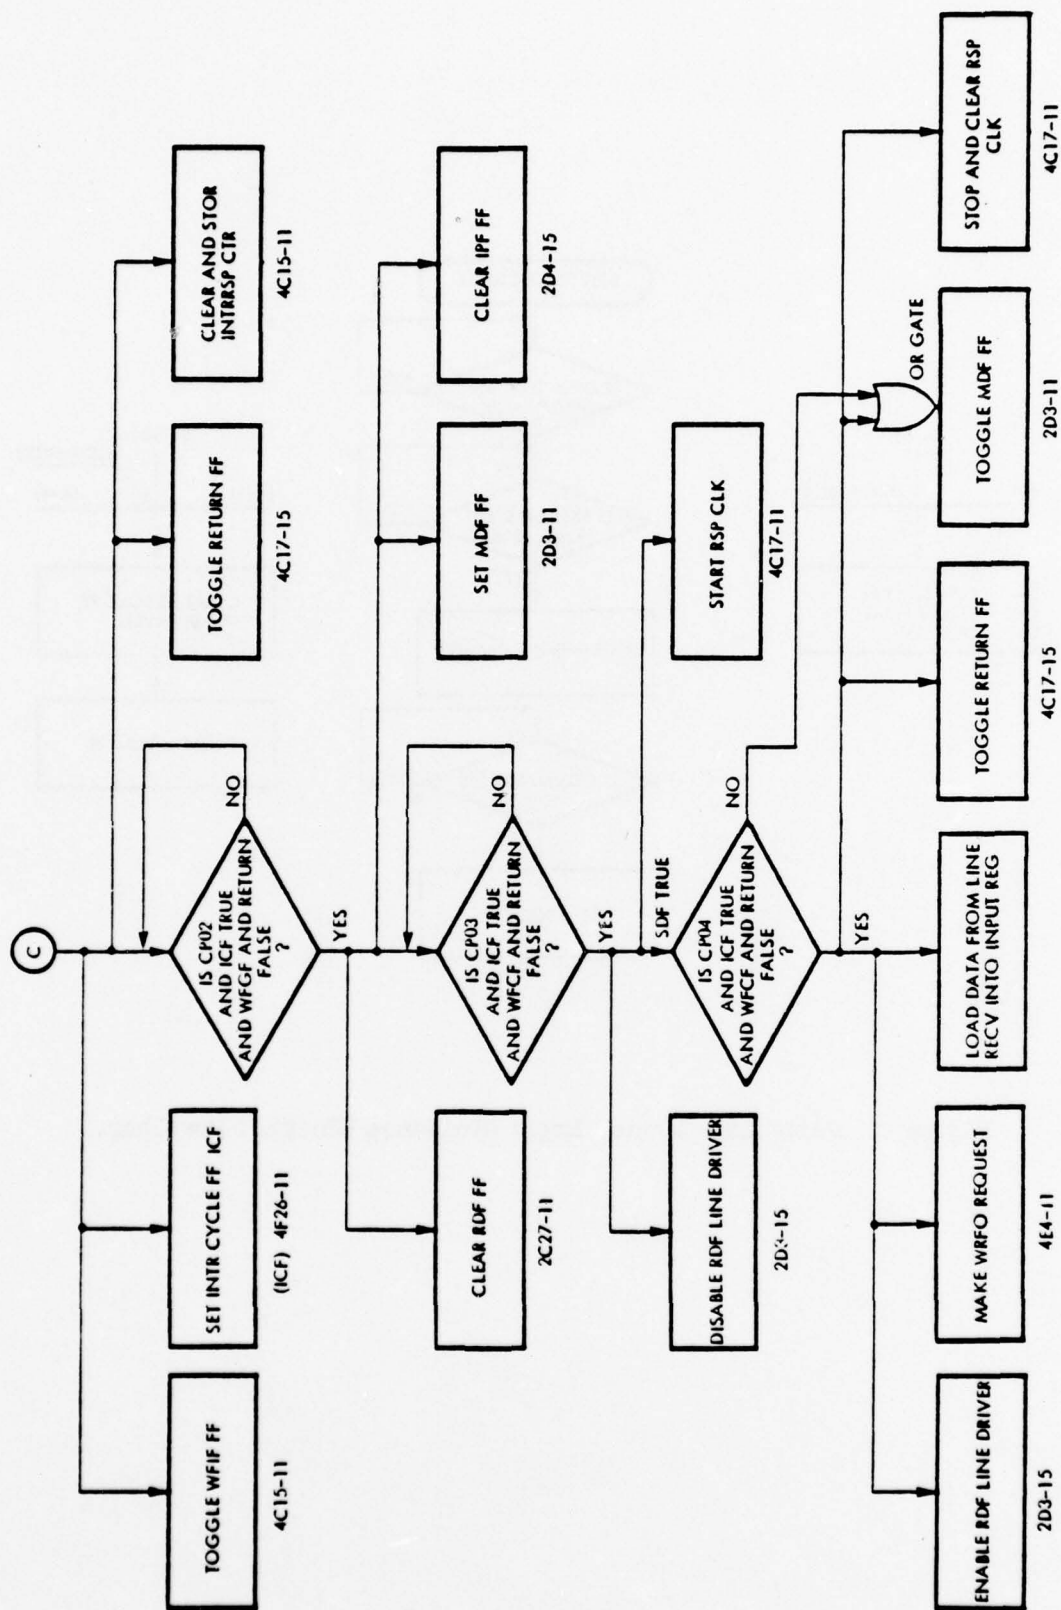 C
TOGGLE WFIF FF
4C15-11
SET INTR CYCLE FF ICF
(ICF) 4F26-11
TOGGLE RETURN FF
4C17-15
CLEAR AND STOR
INTRRSP CTR
4C15-11
IS CP02
AND ICF TRUE
AND WFGF AND RETURN
FALSE
?
NO
YES
CLEAR RDF FF
2C27-11
SET MDF FF
2D3-11
CLEAR IPF FF
2D4-15
IS CP03
AND ICF TRUE
AND WFCF AND RETURN
FALSE
?
NO
YES
DISABLE RDF LINE DRIVER
2D3-15
SDF TRUE
START RSP CLK
4C17-11
IS CP04
AND ICF TRUE
AND WFCF AND RETURN
FALSE
?
NO
YES
OR GATE
ENABLE RDF LINE DRIVER
2D3-15
MAKE WRFO REQUEST
4E4-11
LOAD DATA FROM LINE
RECV INTO INPUT REG
TOGGLE RETURN FF
4C17-15
TOGGLE MDF FF
2D3-11
STOP AND CLEAR RSP
CLK
4C17-11